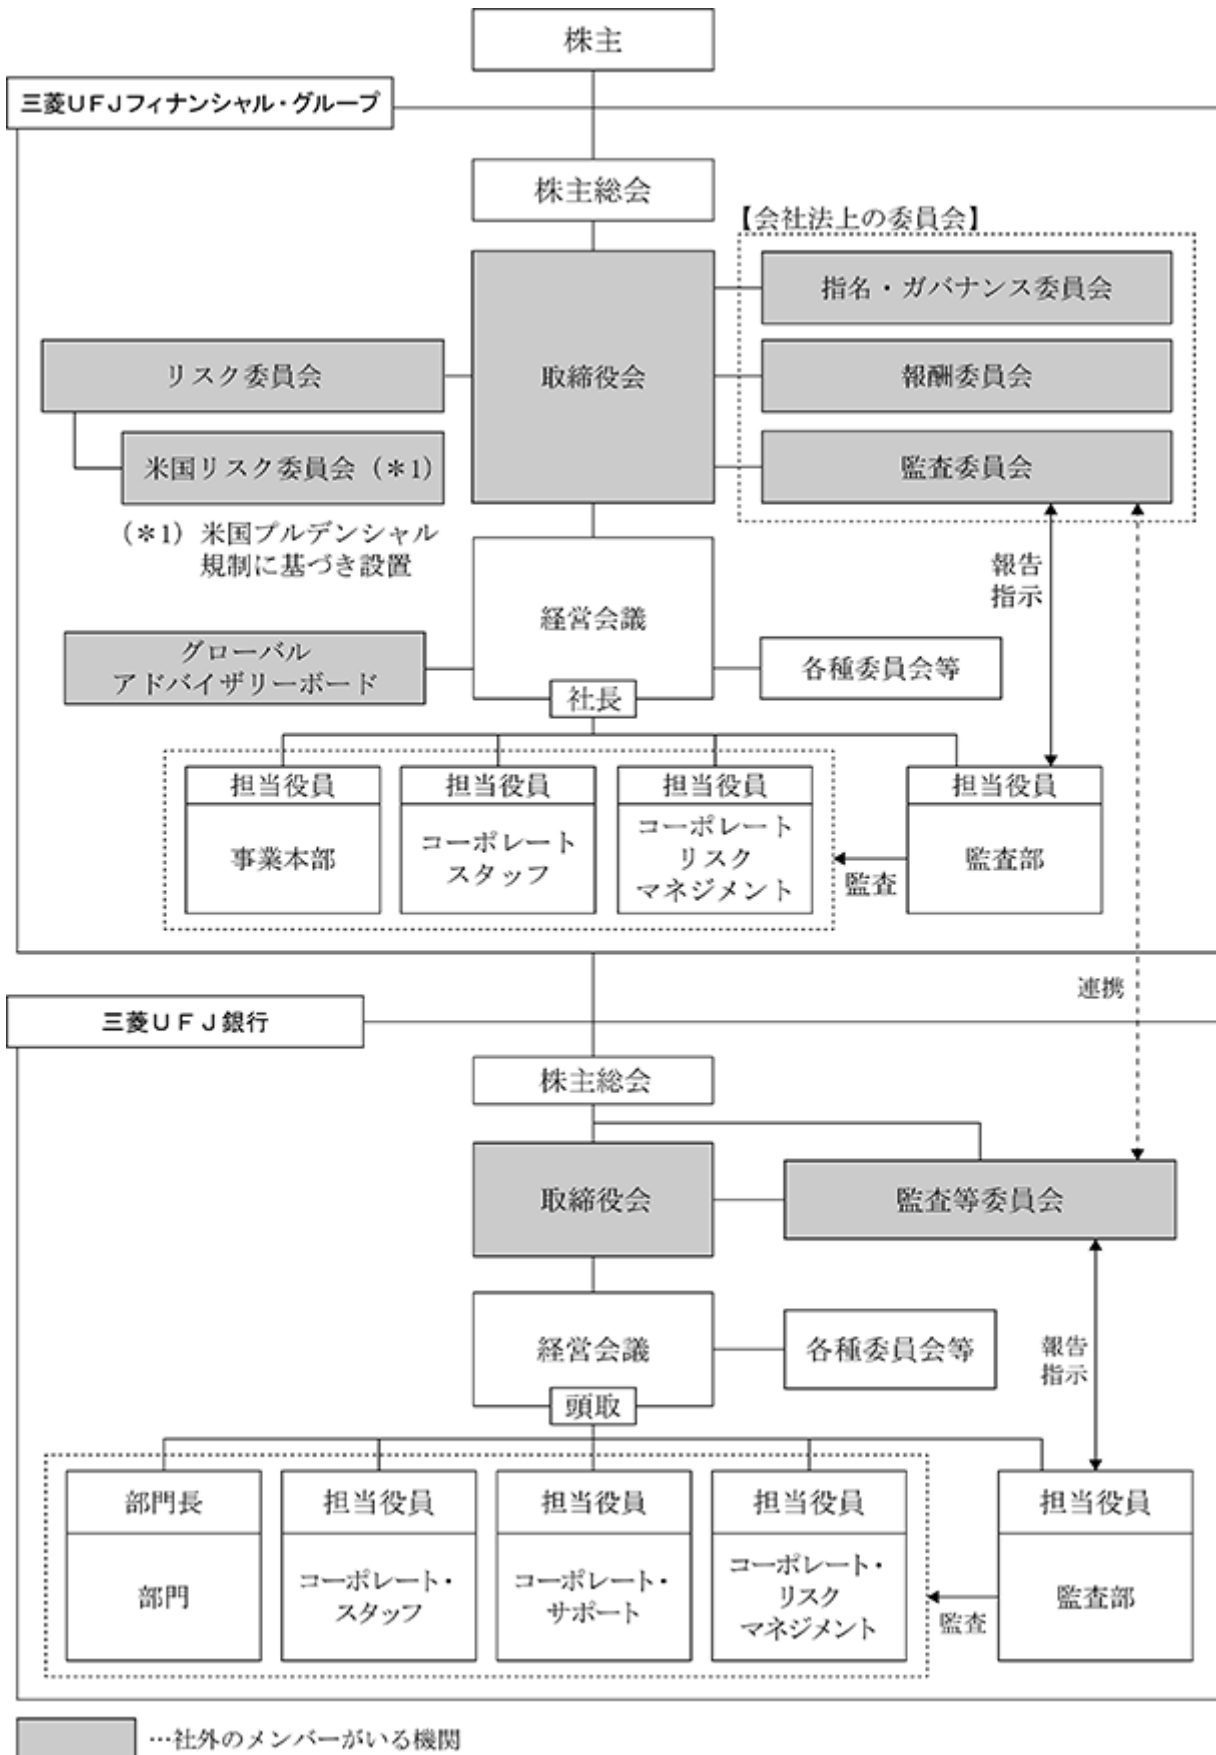 株主
三菱UFJフィナンシャル・グループ
株主総会
【会社法上の委員会】
指名・ガバナンス委員会
リスク委員会
取締役会
報酬委員会
米国リスク委員会（＊1）
監査委員会
（＊1）米国プルデンシャル
規制に基づき設置
報告
指示
経営会議
グローバル
アドバイザリーボード
各種委員会等
社長
担当役員
事業本部
担当役員
コーポレート
スタッフ
担当役員
コーポレート
リスク
マネジメント
監査
担当役員
監査部
連携
三菱UFJ銀行
株主総会
取締役会
監査等委員会
経営会議
各種委員会等
報告
指示
頭取
部門長
部門
担当役員
コーポレート・
スタッフ
担当役員
コーポレート・
サポート
担当役員
コーポレート・
リスク
マネジメント
監査
担当役員
監査部
…社外のメンバーがいる機関